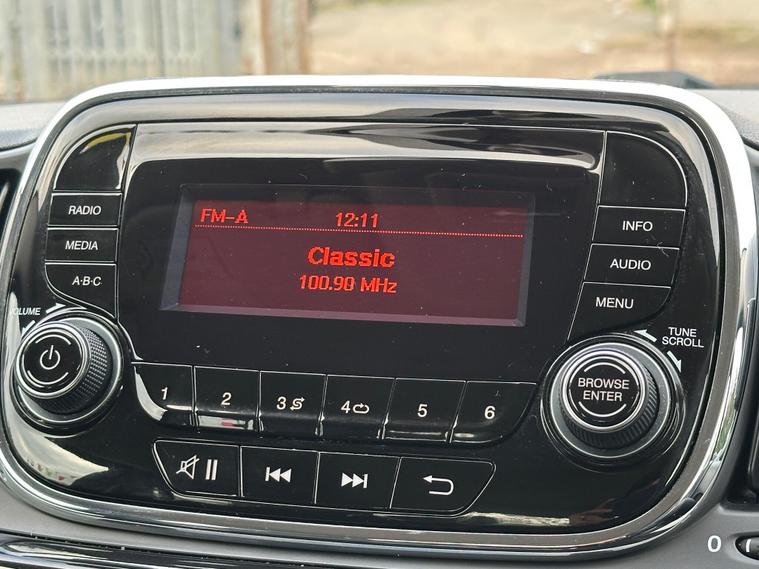 FM-A 12:11
Classic
100.90 MHz
RADIO
MEDIA
A·B·C
INFO
AUDIO
MENU
VOLUME
TUNE
SCROLL
BROWSE
ENTER
1 2 3 4 5 6
0